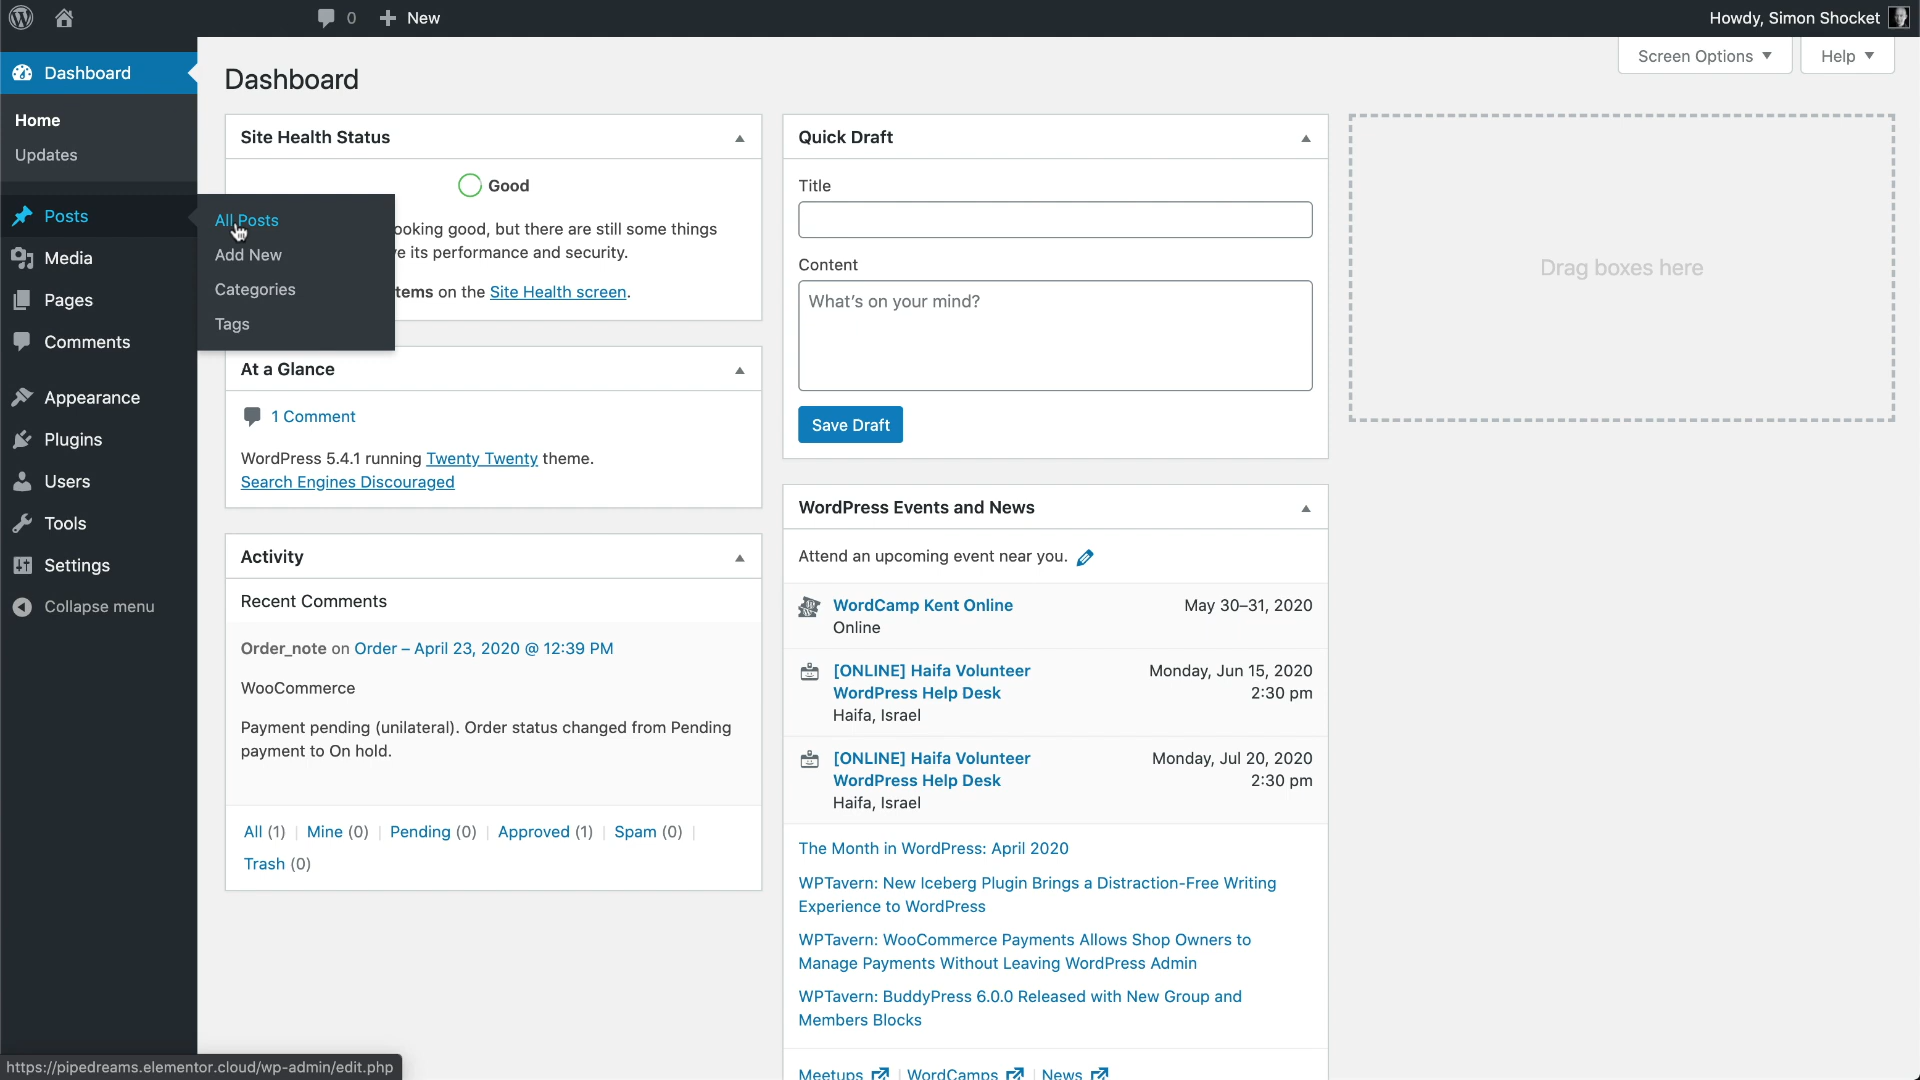 0
New
Howdy, Simon Shocket
Dashboard
Home
Updates
Posts
Media
Pages
Comments
Appearance
Plugins
Users
Tools
Settings
Collapse menu
All Posts
Add New
Categories
Tags
Screen Options
Help
Dashboard
Site Health Status
Good
ooking good, but there are still some things
e its performance and security.
tems on the Site Health screen.
At a Glance
1 Comment
WordPress 5.4.1 running Twenty Twenty theme.
Search Engines Discouraged
Activity
Recent Comments
Order_note on Order – April 23, 2020 @ 12:39 PM
WooCommerce
Payment pending (unilateral). Order status changed from Pending
payment to On hold.
All (1) | Mine (0) | Pending (0) | Approved (1) | Spam (0) |
Trash (0)
Quick Draft
Title
Content
What's on your mind?
Save Draft
WordPress Events and News
Attend an upcoming event near you.
WordCamp Kent Online
Online
May 30–31, 2020
[ONLINE] Haifa Volunteer
WordPress Help Desk
Haifa, Israel
Monday, Jun 15, 2020
2:30 pm
[ONLINE] Haifa Volunteer
WordPress Help Desk
Haifa, Israel
Monday, Jul 20, 2020
2:30 pm
The Month in WordPress: April 2020
WPTavern: New Iceberg Plugin Brings a Distraction-Free Writing
Experience to WordPress
WPTavern: WooCommerce Payments Allows Shop Owners to
Manage Payments Without Leaving WordPress Admin
WPTavern: BuddyPress 6.0.0 Released with New Group and
Members Blocks
Meetups | WordCamps | News
Drag boxes here
https://pipedreams.elementor.cloud/wp-admin/edit.php